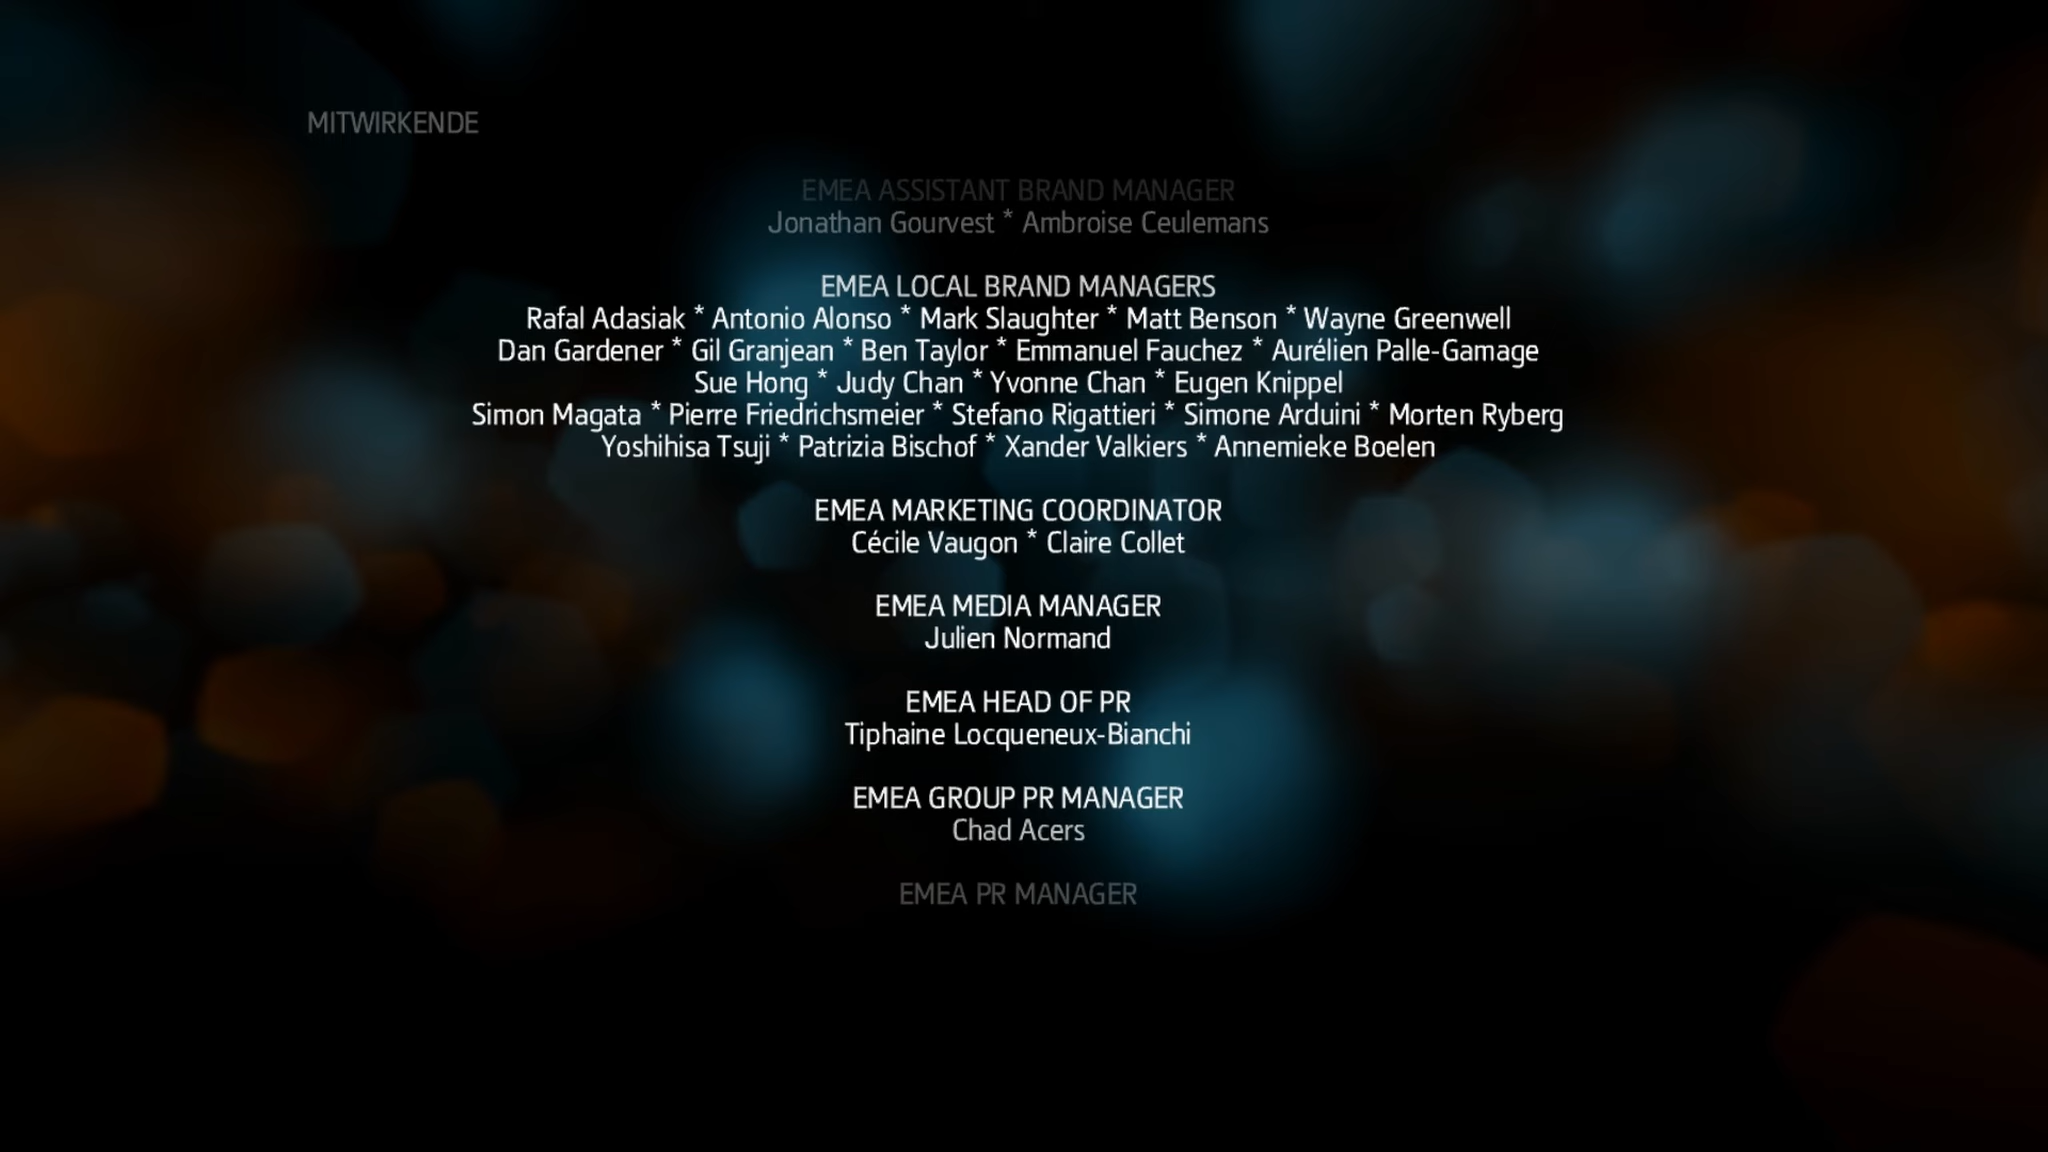 MITWIRKENDE
EMEA ASSISTANT BRAND MANAGER
Jonathan Gourvest * Ambroise Ceulemans
EMEA LOCAL BRAND MANAGERS
Rafal Adasiak * Antonio Alonso * Mark Slaughter * Matt Benson * Wayne Greenwell
Dan Gardener * Gil Granjean * Ben Taylor * Emmanuel Fauchez * Aurélien Palle-Gamage
Sue Hong * Judy Chan * Yvonne Chan * Eugen Knippel
Simon Magata * Pierre Friedrichsmeier * Stefano Rigattieri * Simone Arduini * Morten Ryberg
Yoshihisa Tsuji * Patrizia Bischof * Xander Valkiers * Annemieke Boelen
EMEA MARKETING COORDINATOR
Cécile Vaugon * Claire Collet
EMEA MEDIA MANAGER
Julien Normand
EMEA HEAD OF PR
Tiphaine Locqueneux-Bianchi
EMEA GROUP PR MANAGER
Chad Acers
EMEA PR MANAGER